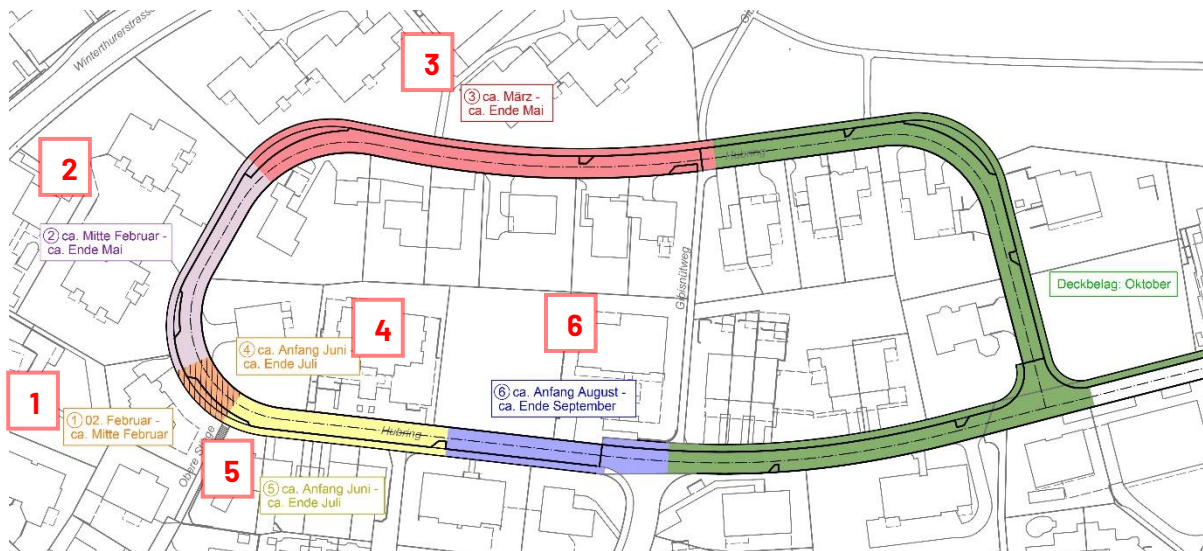 Winterthurerstrasse
3
③ ca. März -
ca. Ende Mai
2
Hubring
② ca. Mitte Februar -
ca. Ende Mai
Gibisnütweg
Deckbelag: Oktober
4
6
④ ca. Anfang Juni -
ca. Ende Juli
1
⑥ ca. Anfang August -
ca. Ende September
① 02. Februar -
ca. Mitte Februar
Hubring
5
Obere
⑤ ca. Anfang Juni -
ca. Ende Juli